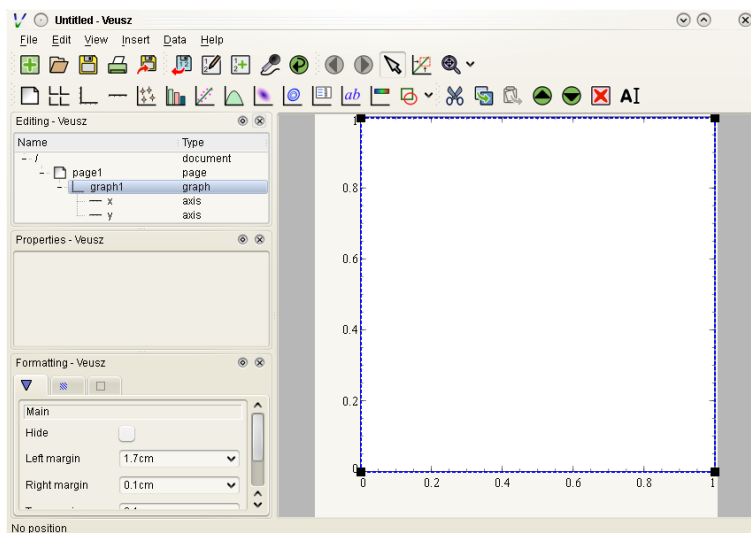 Untitled - Veusz
File Edit View Insert Data Help
ab AI
Editing - Veusz
Name Type
/ document
page1 page
graph1 graph
x axis
y axis
Properties - Veusz
Formatting - Veusz
Main
Hide
Left margin 1.7cm
Right margin 0.1cm
1
0.8
0.6
0.4
0.2
0
0 0.2 0.4 0.6 0.8 1
No position